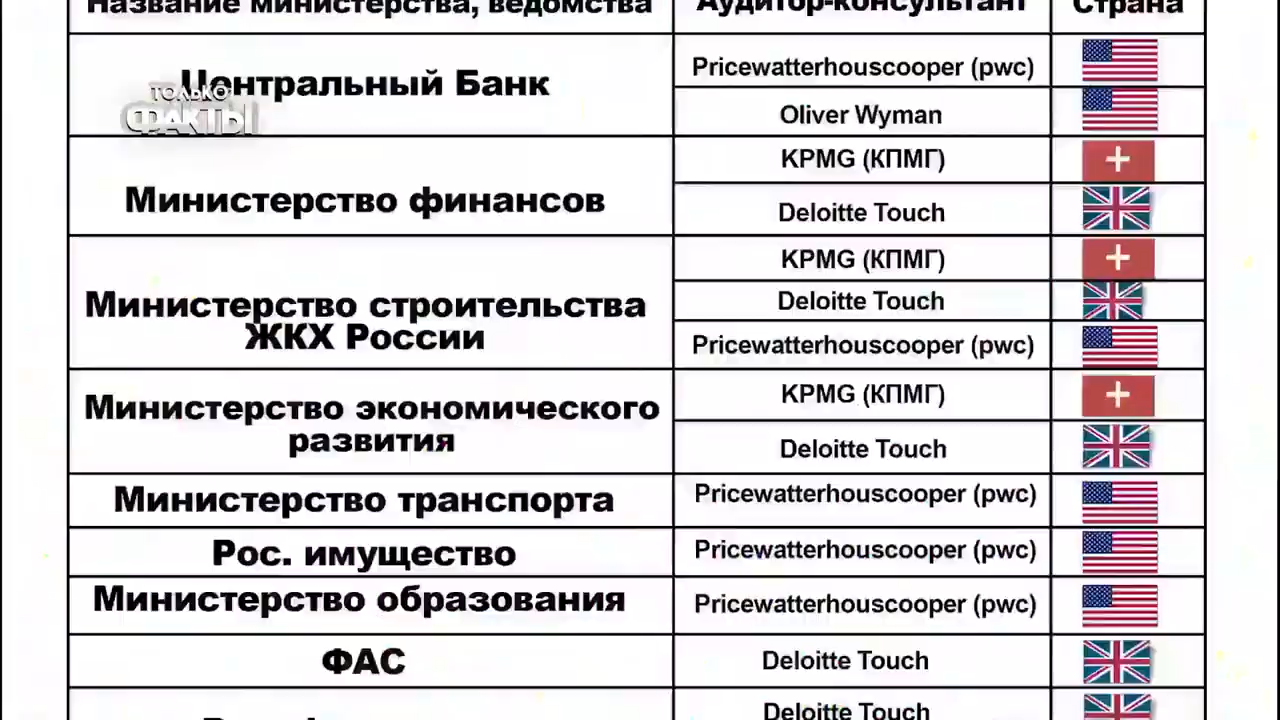 Название министерства, ведомства
Аудитор-консультант
Страна
Центральный Банк
Pricewatterhouscooper (pwc)
Oliver Wyman
ТОЛЬКО
ФАКТЫ
Министерство финансов
KPMG (КПМГ)
Deloitte Touch
Министерство строительства
ЖКХ России
KPMG (КПМГ)
Deloitte Touch
Pricewatterhouscooper (pwc)
Министерство экономического
развития
KPMG (КПМГ)
Deloitte Touch
Министерство транспорта
Pricewatterhouscooper (pwc)
Рос. имущество
Pricewatterhouscooper (pwc)
Министерство образования
Pricewatterhouscooper (pwc)
ФАС
Deloitte Touch
Deloitte Touch